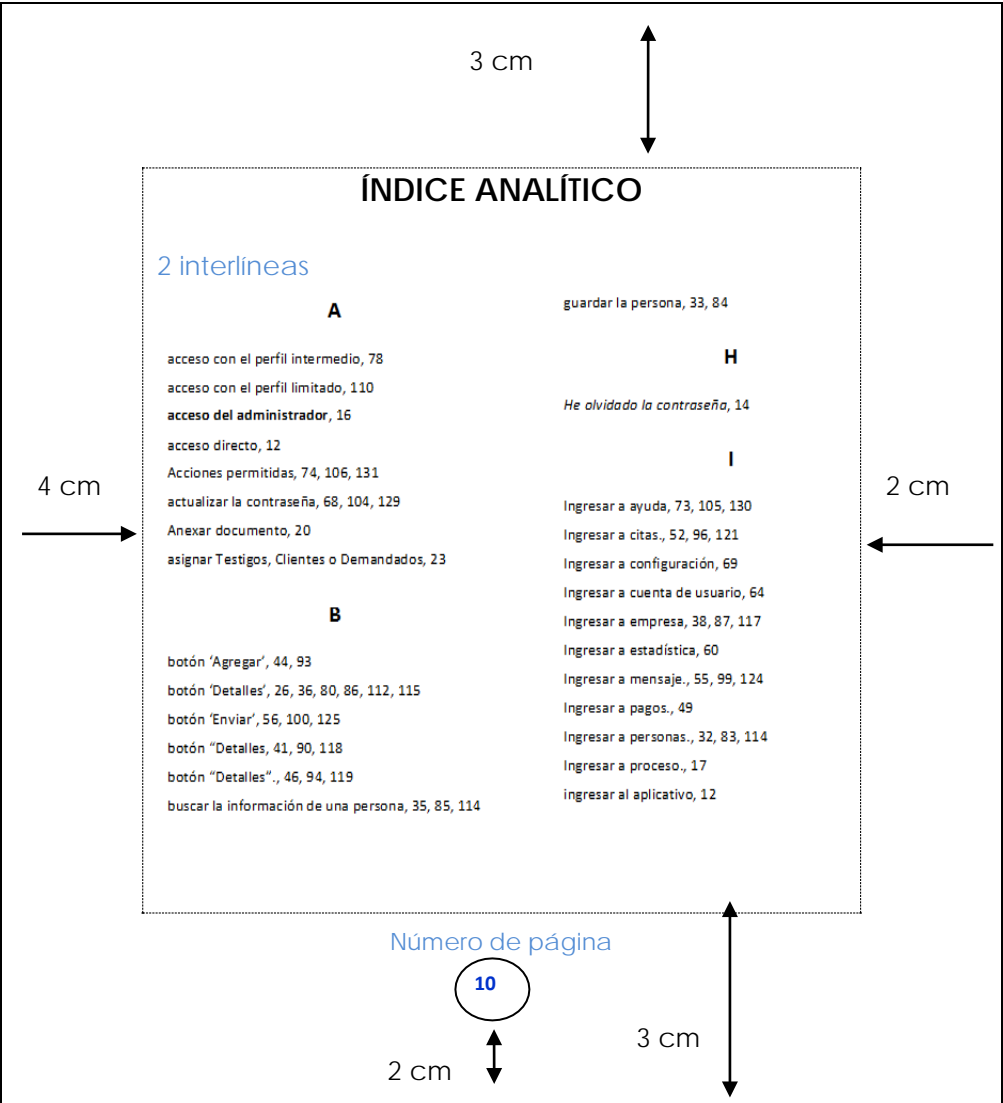 3 cm
ÍNDICE ANALÍTICO
2 interlíneas
A
acceso con el perfil intermedio, 78
acceso con el perfil limitado, 110
acceso del administrador, 16
acceso directo, 12
Acciones permitidas, 74, 106, 131
actualizar la contraseña, 68, 104, 129
Anexar documento, 20
asignar Testigos, Clientes o Demandados, 23
B
botón ‘Agregar’, 44, 93
botón ‘Detalles’, 26, 36, 80, 86, 112, 115
botón ‘Enviar’, 56, 100, 125
botón “Detalles, 41, 90, 118
botón “Detalles”., 46, 94, 119
buscar la información de una persona, 35, 85, 114
guardar la persona, 33, 84
H
He olvidado la contraseña, 14
I
Ingresar a ayuda, 73, 105, 130
Ingresar a citas., 52, 96, 121
Ingresar a configuración, 69
Ingresar a cuenta de usuario, 64
Ingresar a empresa, 38, 87, 117
Ingresar a estadística, 60
Ingresar a mensaje., 55, 99, 124
Ingresar a pagos., 49
Ingresar a personas., 32, 83, 114
Ingresar a proceso., 17
ingresar al aplicativo, 12
4 cm
2 cm
Número de página
10
3 cm
2 cm